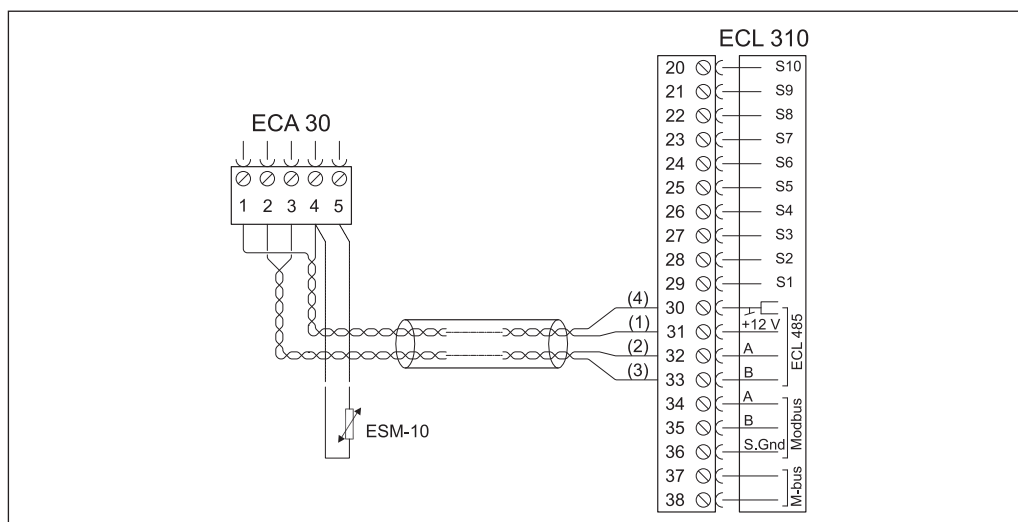 ECL 310
20 S10
21 S9
22 S8
23 S7
24 S6
25 S5
26 S4
27 S3
28 S2
29 S1
(4) 30
(1) 31 +12 V
(2) 32 A
(3) 33 B
ECL 485
34 A
35 B
36 S.Gnd
Modbus
37
38
M-bus
ECA 30
1 2 3 4 5
ESM-10